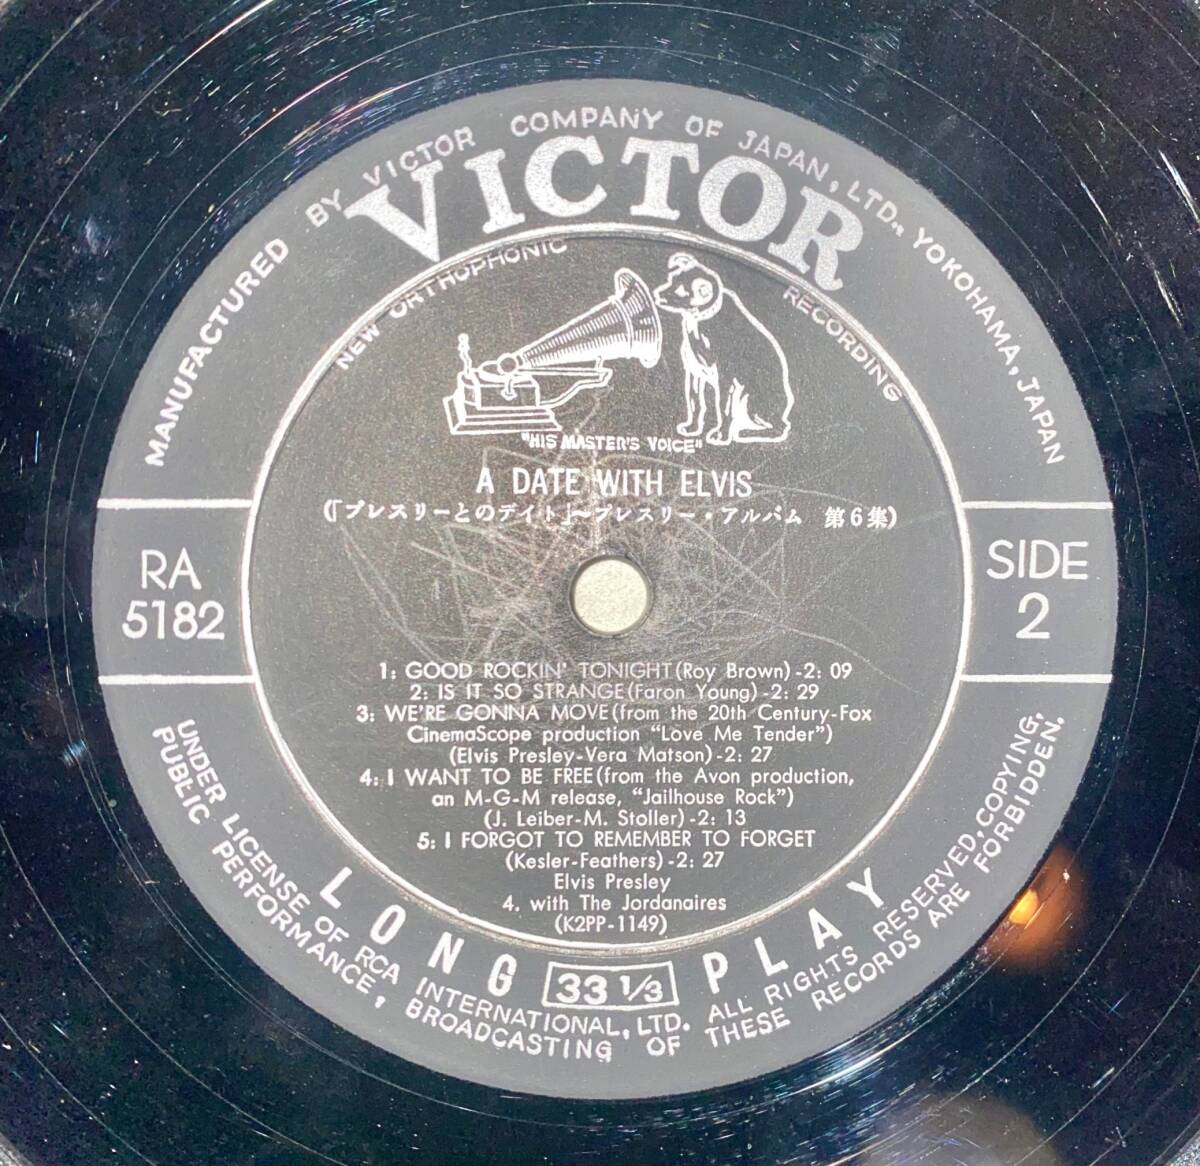 MANUFACTURED BY VICTOR COMPANY OF JAPAN, LTD., YOKOHAMA, JAPAN
VICTOR
NEW ORTHOPHONIC RECORDING
"HIS MASTER'S VOICE"
A DATE WITH ELVIS
(「プレスリーとのデイト」~プレスリー・アルバム 第6集)
RA
5182
SIDE
2
1: GOOD ROCKIN' TONIGHT (Roy Brown) -2: 09
2: IS IT SO STRANGE (Faron Young) -2: 29
3: WE'RE GONNA MOVE (from the 20th Century-Fox
CinemaScope production "Love Me Tender")
(Elvis Presley-Vera Matson) -2: 27
4: I WANT TO BE FREE (from the Avon production,
an M-G-M release, "Jailhouse Rock")
(J. Leiber-M. Stoller) -2: 13
5: I FORGOT TO REMEMBER TO FORGET
(Kesler-Feathers) -2: 27
Elvis Presley
4. with The Jordanaires
(K2PP-1149)
LONG 33 1/3 PLAY
UNDER LICENSE OF RCA INTERNATIONAL, LTD. ALL RIGHTS RESERVED, COPYING,
PUBLIC PERFORMANCE, BROADCASTING OF THESE RECORDS ARE FORBIDDEN.